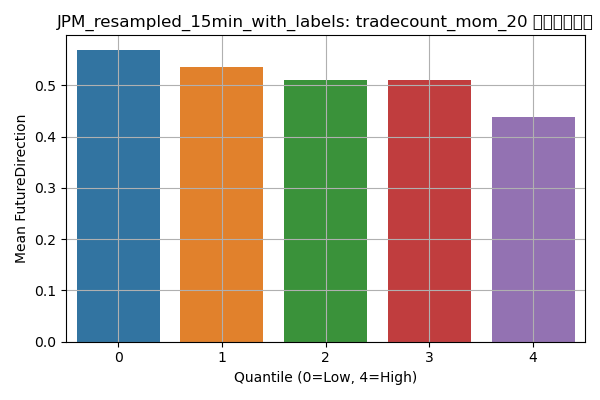 JPM_resampled_15min_with_labels: tradecount_mom_20
Mean FutureDirection
0.5
0.4
0.3
0.2
0.1
0.0
0 1 2 3 4
Quantile (0=Low, 4=High)